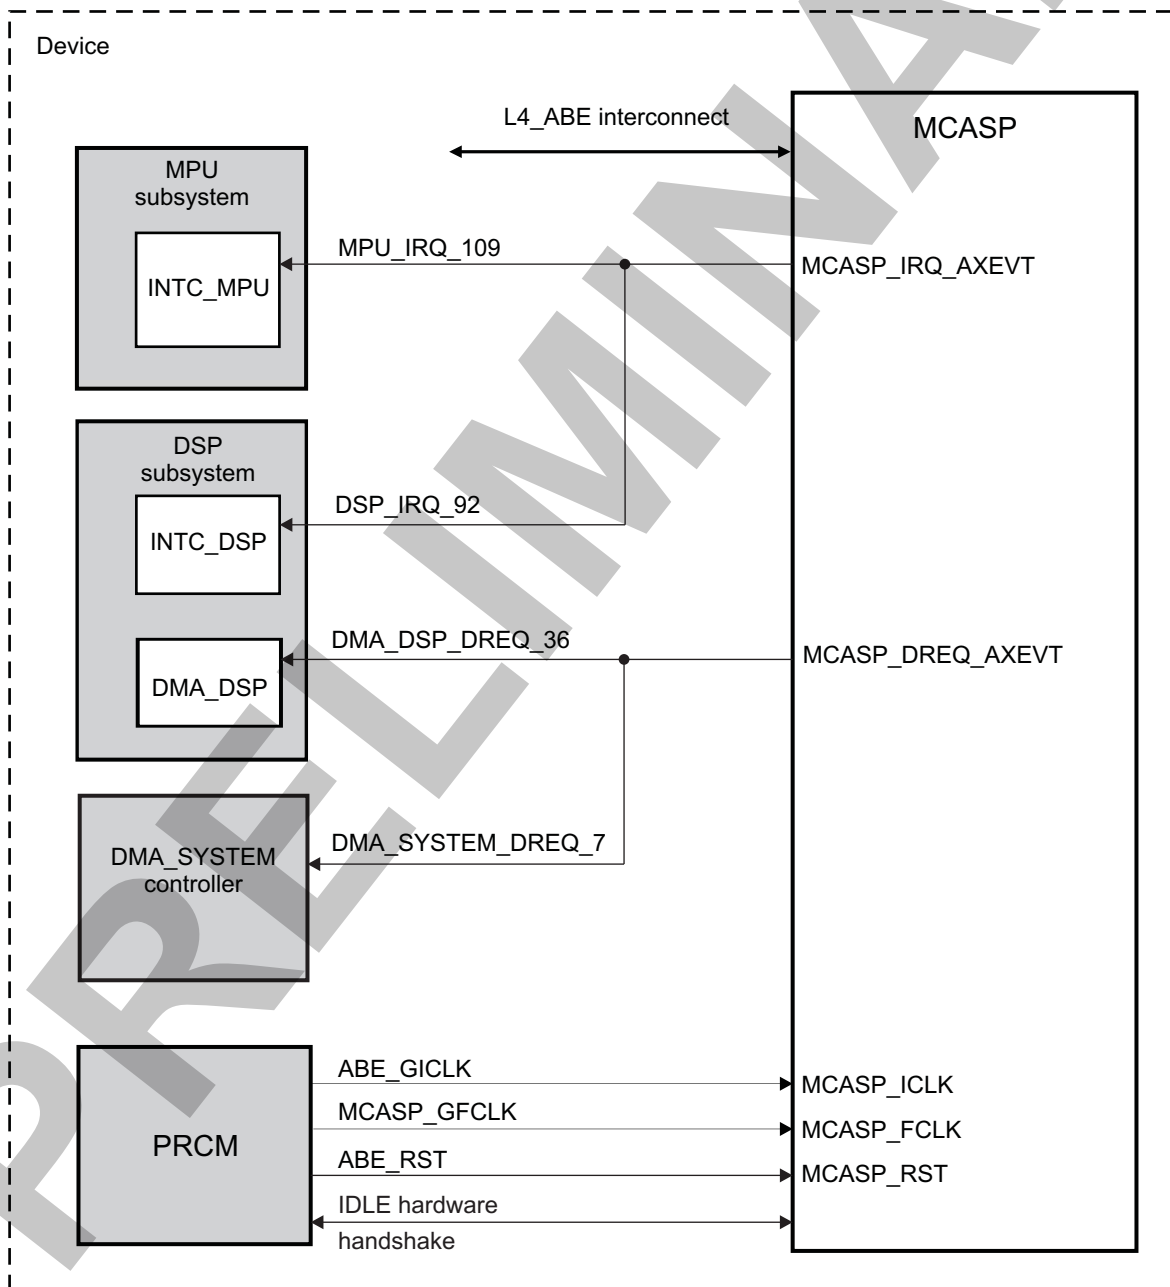 Device
L4_ABE interconnect
MCASP
MPU
subsystem
INTC_MPU
MPU_IRQ_109
MCASP_IRQ_AXEVT
DSP
subsystem
INTC_DSP
DSP_IRQ_92
DMA_DSP
DMA_DSP_DREQ_36
MCASP_DREQ_AXEVT
DMA_SYSTEM
controller
DMA_SYSTEM_DREQ_7
PRCM
ABE_GICLK
MCASP_ICLK
MCASP_GFCLK
MCASP_FCLK
ABE_RST
MCASP_RST
IDLE hardware
handshake
PRELIMINA